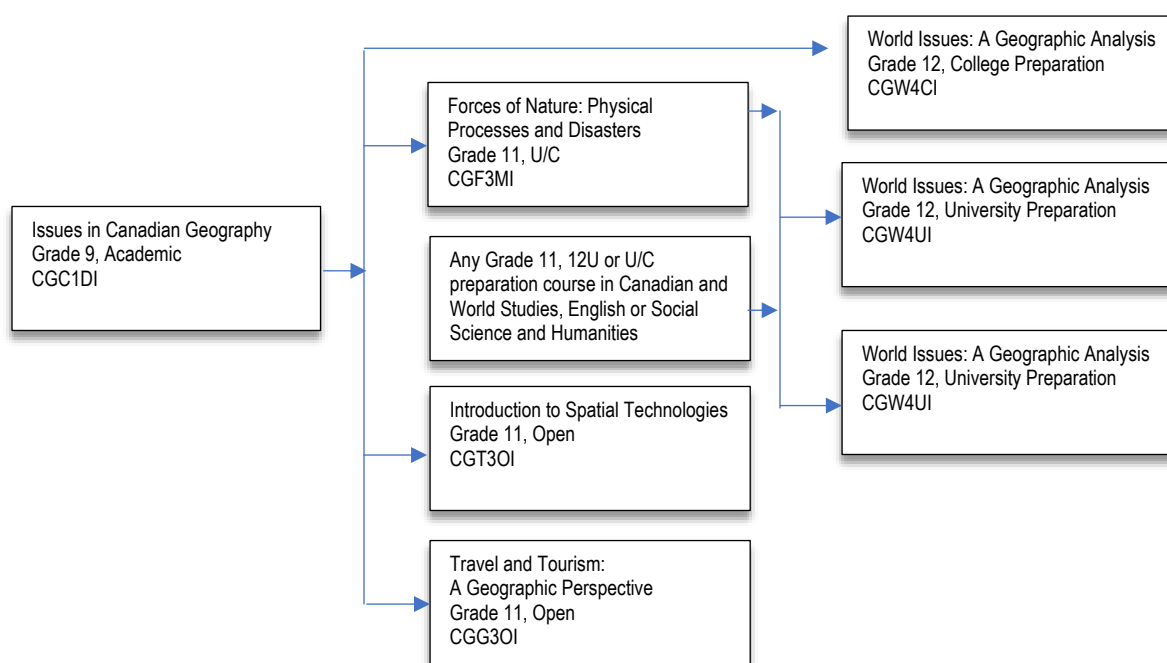 World Issues: A Geographic Analysis
Grade 12, College Preparation
CGW4CI
Forces of Nature: Physical
Processes and Disasters
Grade 11, U/C
CGF3MI
World Issues: A Geographic Analysis
Grade 12, University Preparation
CGW4UI
Issues in Canadian Geography
Grade 9, Academic
CGC1DI
Any Grade 11, 12U or U/C
preparation course in Canadian and
World Studies, English or Social
Science and Humanities
World Issues: A Geographic Analysis
Grade 12, University Preparation
CGW4UI
Introduction to Spatial Technologies
Grade 11, Open
CGT3OI
Travel and Tourism:
A Geographic Perspective
Grade 11, Open
CGG3OI